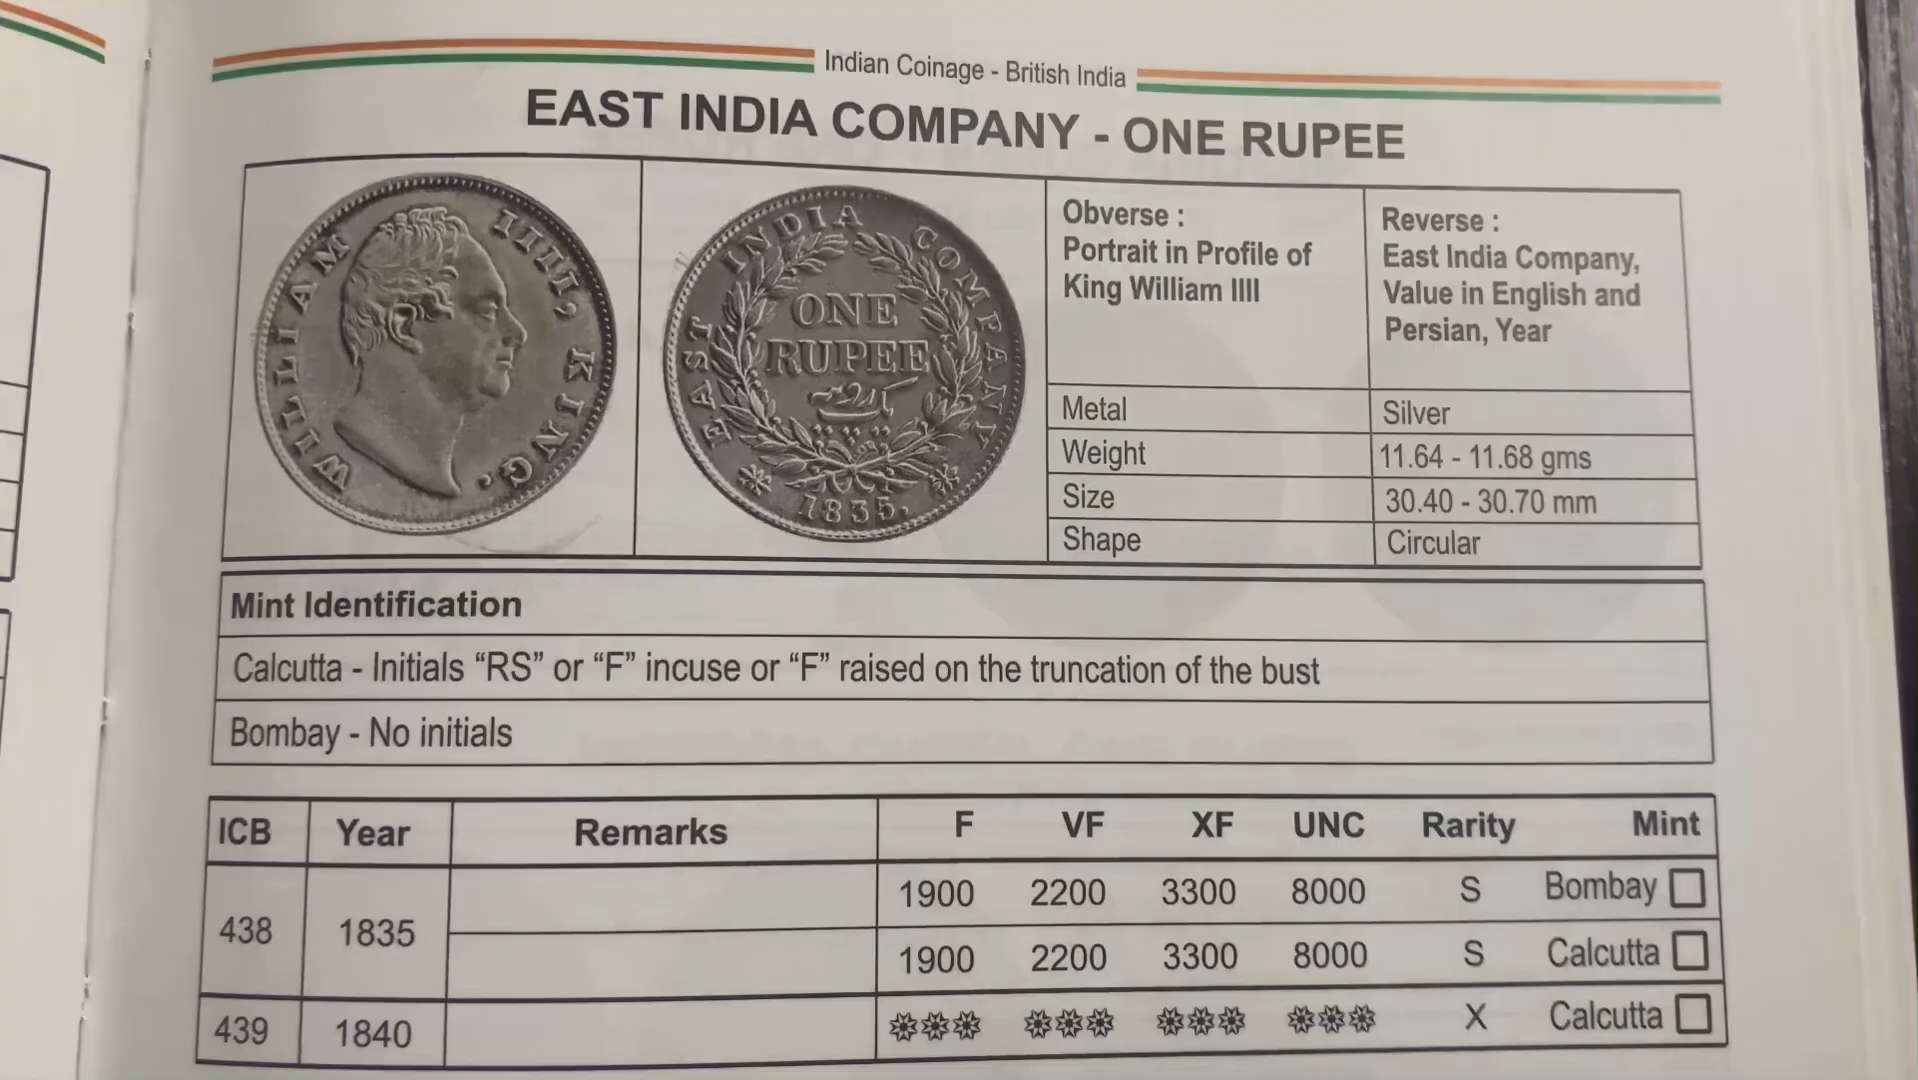 Indian Coinage - British India
EAST INDIA COMPANY - ONE RUPEE
WILLIAM IIII, KING.
EAST INDIA COMPANY
ONE
RUPEE
یک روپیہ
1835.
Obverse :
Portrait in Profile of
King William IIII
Reverse :
East India Company,
Value in English and
Persian, Year
Metal Silver
Weight 11.64 - 11.68 gms
Size 30.40 - 30.70 mm
Shape Circular
Mint Identification
Calcutta - Initials “RS” or “F” incuse or “F” raised on the truncation of the bust
Bombay - No initials
ICB Year Remarks F VF XF UNC Rarity Mint
438 1835 1900 2200 3300 8000 S Bombay
1900 2200 3300 8000 S Calcutta
439 1840 X Calcutta